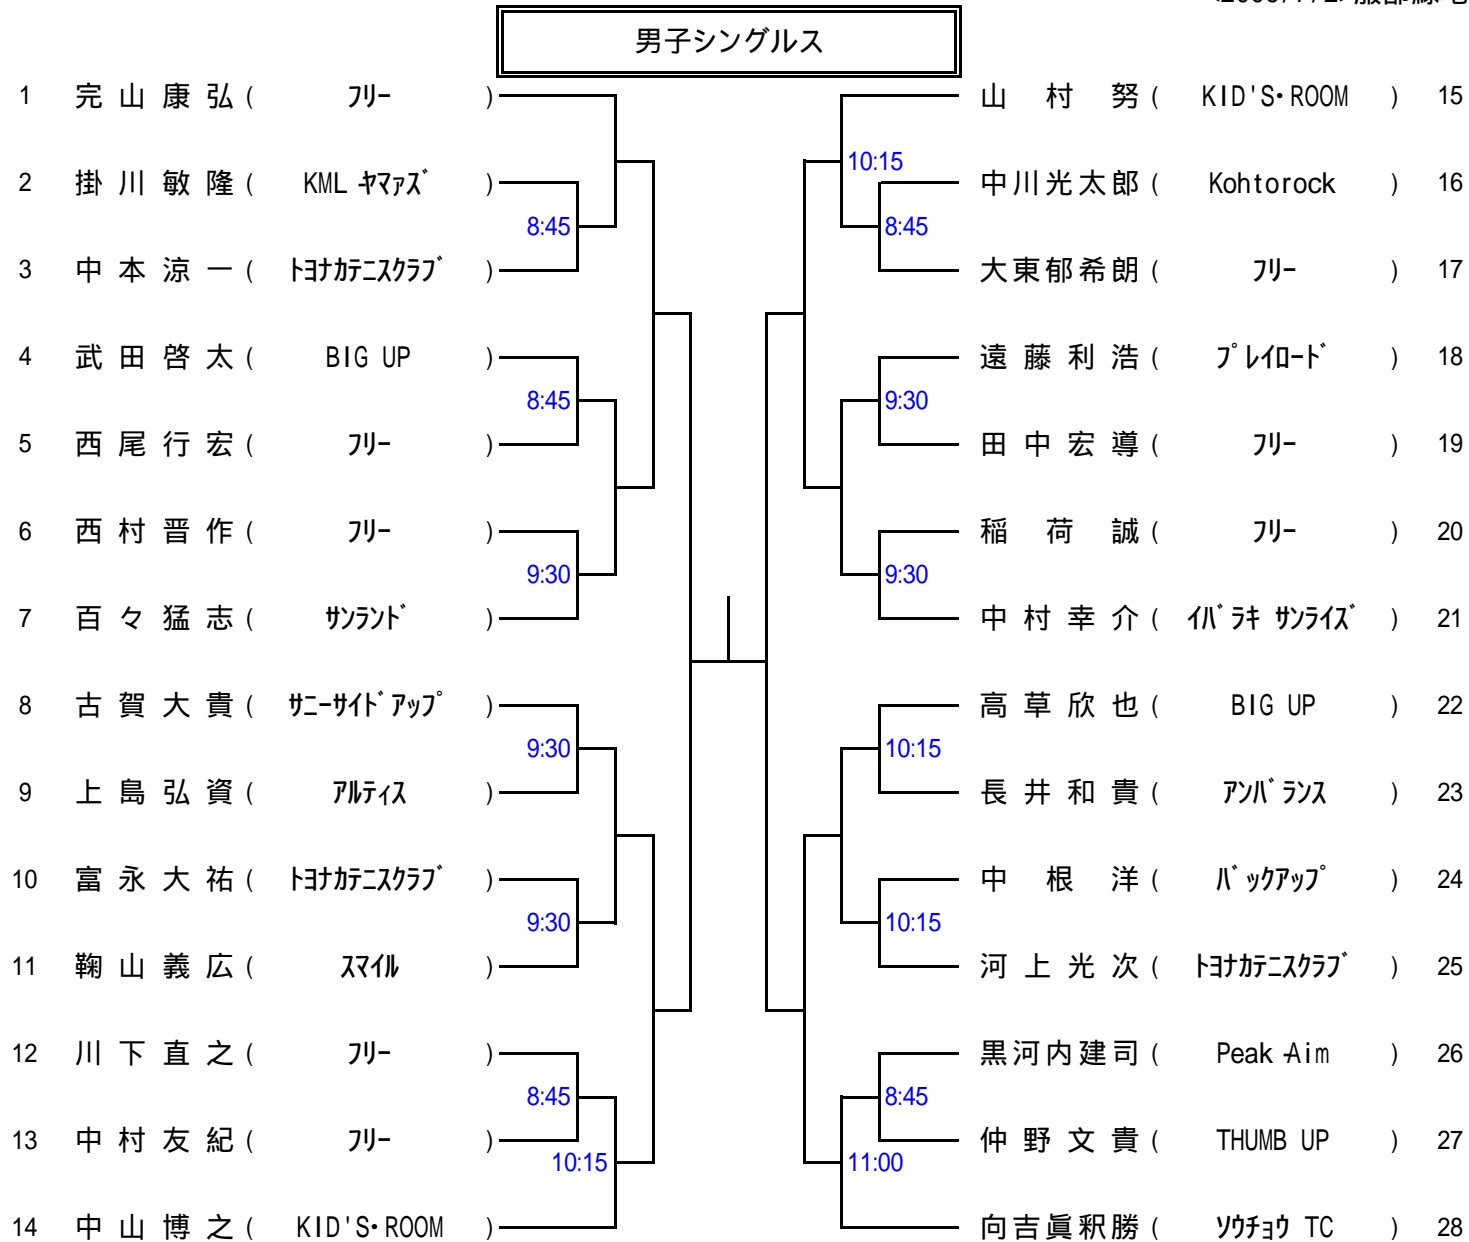 男子シングルス
1 完山康弘 ( フリー )
2 掛川敏隆 ( KML ヤマァズ )
8:45
3 中本涼一 ( トヨナカテニスクラブ )
4 武田啓太 ( BIG UP )
8:45
5 西尾行宏 ( フリー )
6 西村晋作 ( フリー )
9:30
7 百々猛志 ( サンランド )
8 古賀大貴 ( サニーサイドアップ )
9:30
9 上島弘資 ( アルティス )
10 富永大祐 ( トヨナカテニスクラブ )
9:30
11 鞠山義広 ( スマイル )
12 川下直之 ( フリー )
8:45
13 中村友紀 ( フリー )
10:15
14 中山博之 ( KID'S・ROOM )
山村努 ( KID'S・ROOM ) 15
10:15
中川光太郎 ( Kohtorock ) 16
8:45
大東郁希朗 ( フリー ) 17
遠藤利浩 ( プレイロード ) 18
9:30
田中宏導 ( フリー ) 19
稲荷誠 ( フリー ) 20
9:30
中村幸介 ( イバラキ サンライズ ) 21
高草欣也 ( BIG UP ) 22
10:15
長井和貴 ( アンバランス ) 23
中根洋 ( バックアップ ) 24
10:15
河上光次 ( トヨナカテニスクラブ ) 25
黒河内建司 ( Peak-Aim ) 26
8:45
仲野文貴 ( THUMB UP ) 27
11:00
向吉眞釈勝 ( ソウチョウ TC ) 28